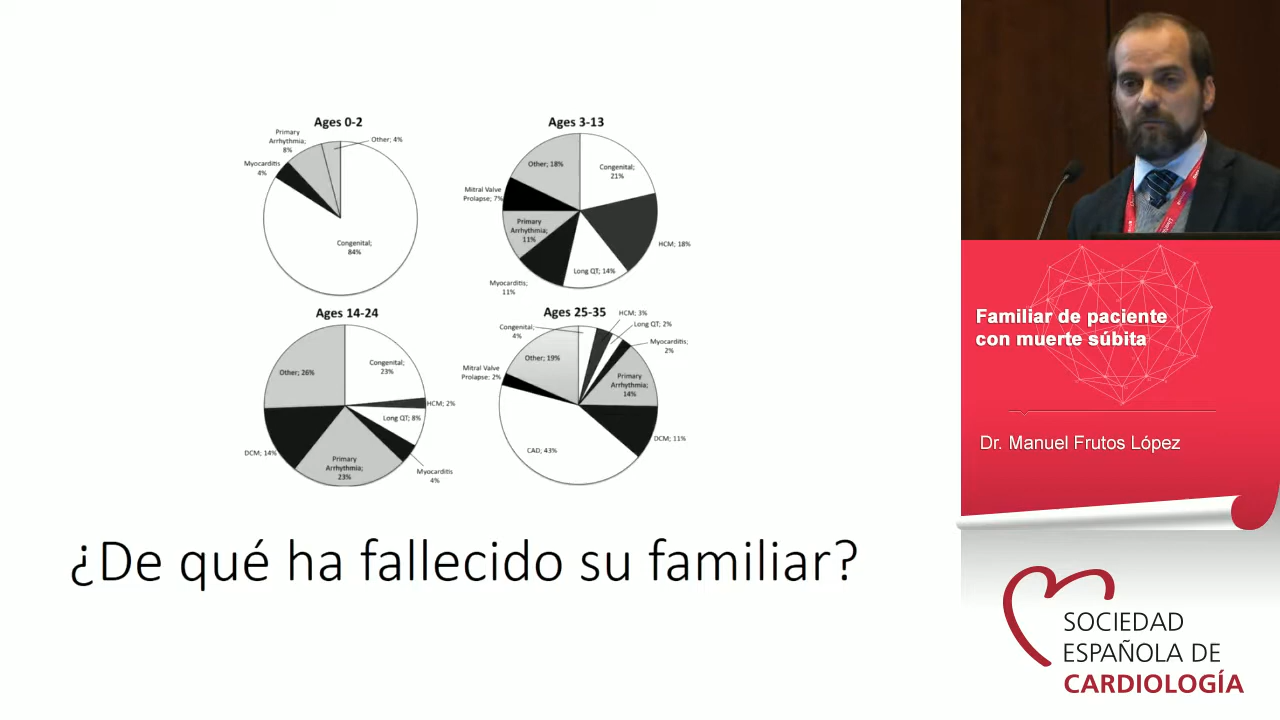 Ages 0-2
Primary
Arrhythmia;
8%
Other; 4%
Myocarditis
4%
Congenital;
84%
Ages 3-13
Other; 18%
Congenital;
21%
Mitral Valve
Prolapse; 7%
Primary
Arrhythmia;
11%
HCM; 18%
Long QT; 14%
Myocarditis;
11%
Ages 14-24
Other; 26%
Congenital;
23%
HCM; 2%
Long QT; 8%
DCM; 14%
Primary
Arrhythmia;
23%
Myocarditis
4%
Ages 25-35
HCM; 3%
Congenital;
4%
Long QT; 2%
Myocarditis;
2%
Other; 19%
Mitral Valve
Prolapse; 2%
Primary
Arrhythmia;
14%
DCM; 11%
CAD; 43%
¿De qué ha fallecido su familiar?
Familiar de paciente
con muerte súbita
Dr. Manuel Frutos López
SOCIEDAD
ESPAÑOLA DE
CARDIOLOGÍA